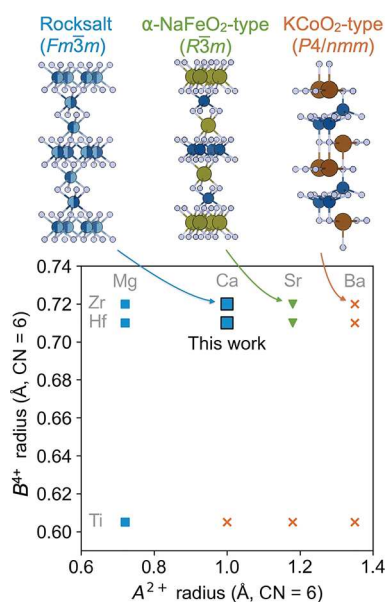 Rocksalt
(Fm3̅m)
α-NaFeO₂-type
(R3̅m)
KCoO₂-type
(P4/nmm)
0.74
0.72
0.70
0.68
0.66
0.64
0.62
0.60
B⁴⁺ radius (Å, CN = 6)
Mg
Ca
Sr
Ba
Zr
Hf
This work
Ti
0.6
0.8
1.0
1.2
1.4
A²⁺ radius (Å, CN = 6)